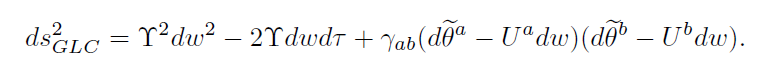 $ds^2_{GLC} = \Upsilon^2 dw^2 - 2\Upsilon dw d\tau + \gamma_{ab}(d\widetilde{\theta}^a - U^a dw)(d\widetilde{\theta}^b - U^b dw).$